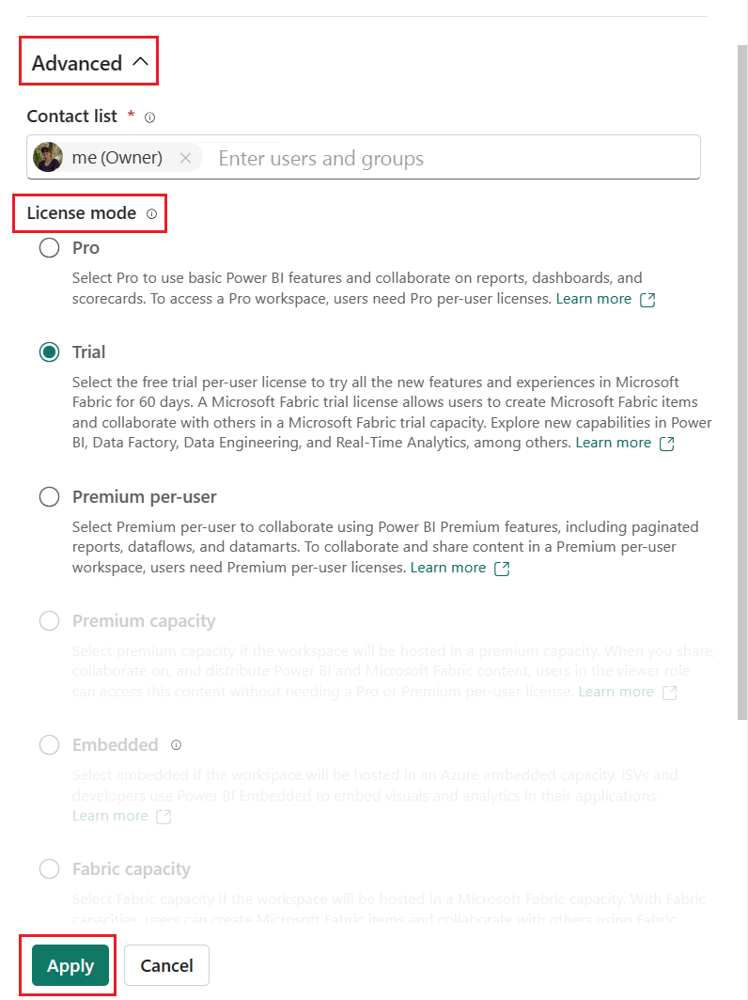 Advanced
Contact list *
me (Owner) Enter users and groups
License mode
Pro
Select Pro to use basic Power BI features and collaborate on reports, dashboards, and
scorecards. To access a Pro workspace, users need Pro per-user licenses. Learn more
Trial
Select the free trial per-user license to try all the new features and experiences in Microsoft
Fabric for 60 days. A Microsoft Fabric trial license allows users to create Microsoft Fabric items
and collaborate with others in a Microsoft Fabric trial capacity. Explore new capabilities in Power
BI, Data Factory, Data Engineering, and Real-Time Analytics, among others. Learn more
Premium per-user
Select Premium per-user to collaborate using Power BI Premium features, including paginated
reports, dataflows, and datamarts. To collaborate and share content in a Premium per-user
workspace, users need Premium per-user licenses. Learn more
Premium capacity
Select premium capacity if the workspace will be hosted in a premium capacity. When you share,
collaborate on, and distribute Power BI and Microsoft Fabric content, users in the viewer role
can access this content without needing a Pro or Premium per-user license. Learn more
Embedded
Select embedded if the workspace will be hosted in an Azure embedded capacity. ISVs and
developers use Power BI Embedded to embed visuals and analytics in their applications.
Learn more
Fabric capacity
Select Fabric capacity if the workspace will be hosted in a Microsoft Fabric capacity. With Fabric
capacities, users can create Microsoft Fabric items and collaborate with others using Fabric
Apply Cancel